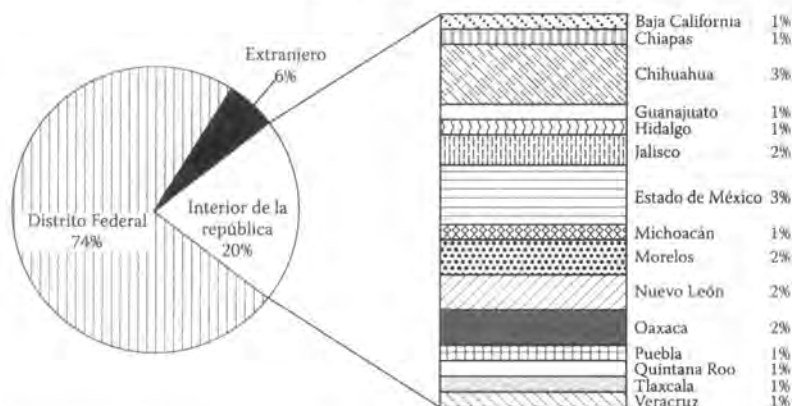 Extranjero
6%
Distrito Federal
74%
Interior de la
república
20%
Baja California 1%
Chiapas 1%
Chihuahua 3%
Guanajuato 1%
Hidalgo 1%
Jalisco 2%
Estado de México 3%
Michoacán 1%
Morelos 2%
Nuevo León 2%
Oaxaca 2%
Puebla 1%
Quintana Roo 1%
Tlaxcala 1%
Veracruz 1%